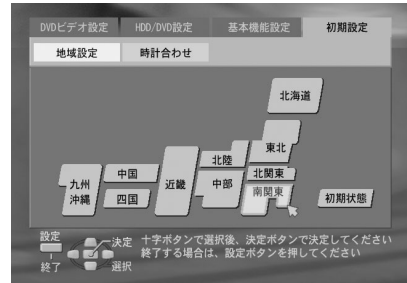 DVDビデオ設定 HDD/DVD設定 基本機能設定 初期設定
地域設定 時計合わせ
北海道
東北
北陸 北関東
中国 近畿 中部 南関東
九州
沖縄 四国 初期状態
設定 決定 十字ボタンで選択後、決定ボタンで決定してください
終了する場合は、設定ボタンを押してください
終了 選択